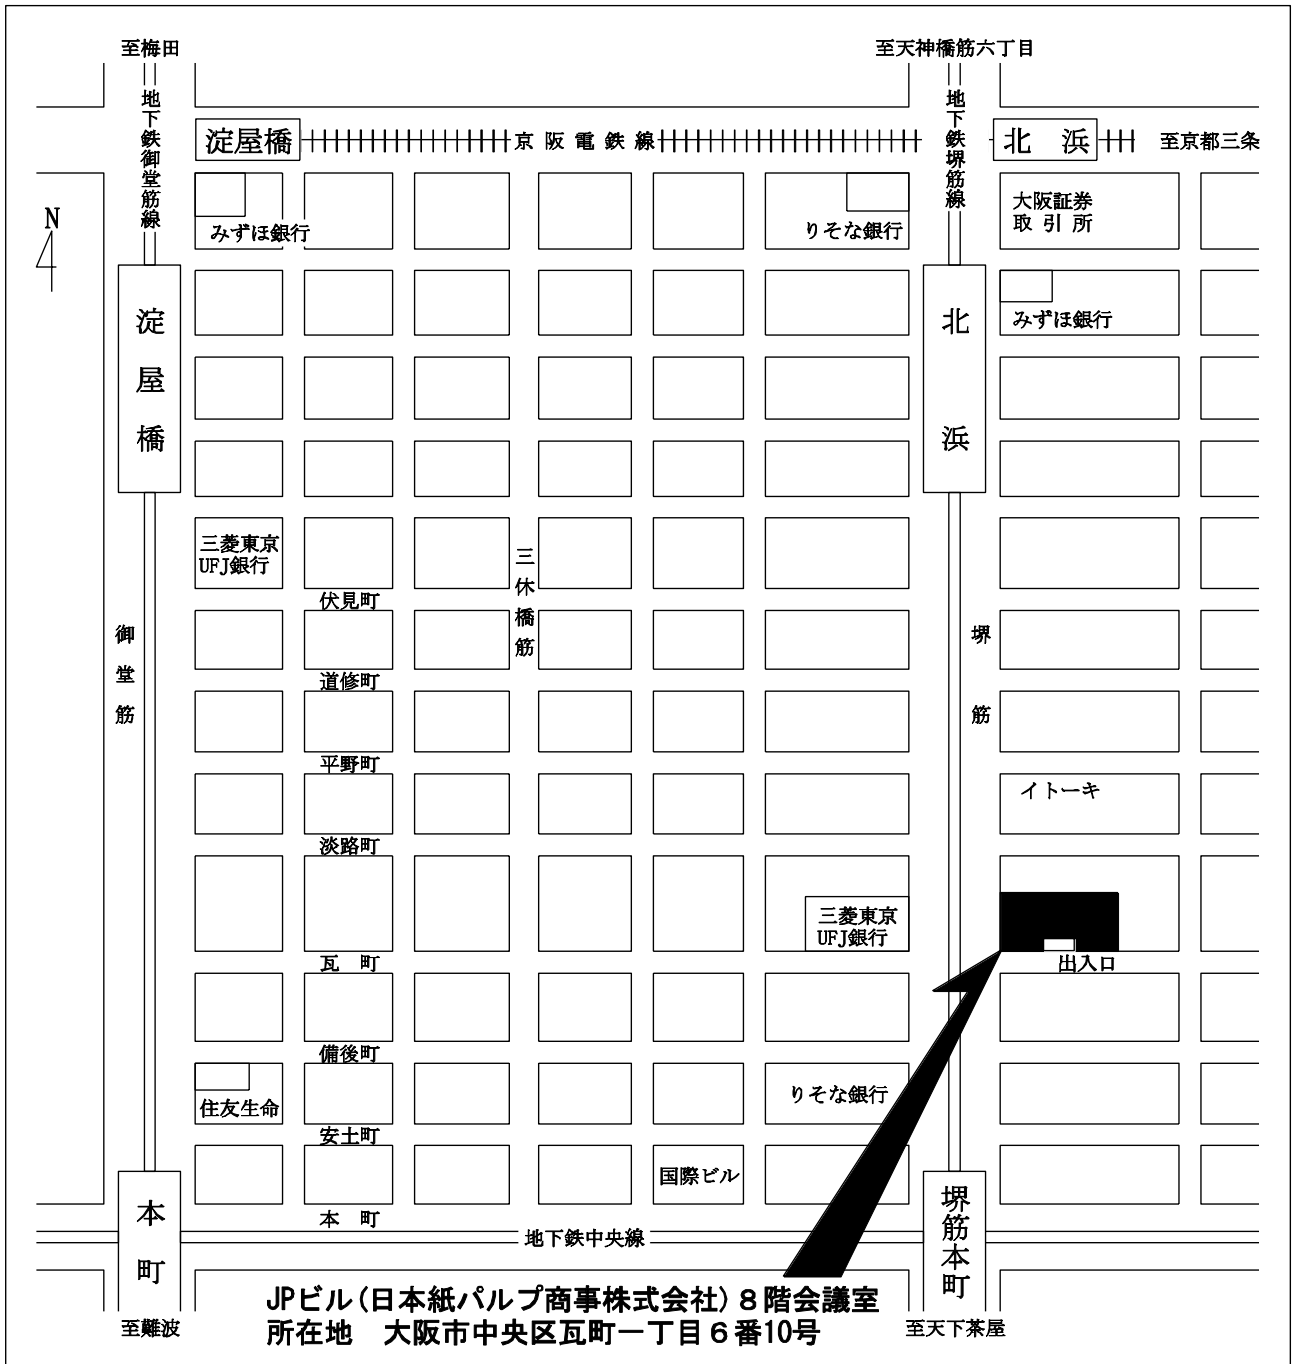 至梅田
至天神橋筋六丁目
地下鉄御堂筋線
地下鉄堺筋線
淀屋橋
京阪電鉄線
北　浜
至京都三条
N
みずほ銀行
りそな銀行
大阪証券
取引所
淀屋橋
北浜
みずほ銀行
三菱東京
UFJ銀行
三休橋筋
伏見町
御堂筋
堺筋
道修町
平野町
イトーキ
淡路町
三菱東京
UFJ銀行
瓦　町
出入口
備後町
住友生命
りそな銀行
安土町
国際ビル
本町
堺筋本町
本　町
地下鉄中央線
JPビル(日本紙パルプ商事株式会社)８階会議室
所在地　大阪市中央区瓦町一丁目６番10号
至難波
至天下茶屋